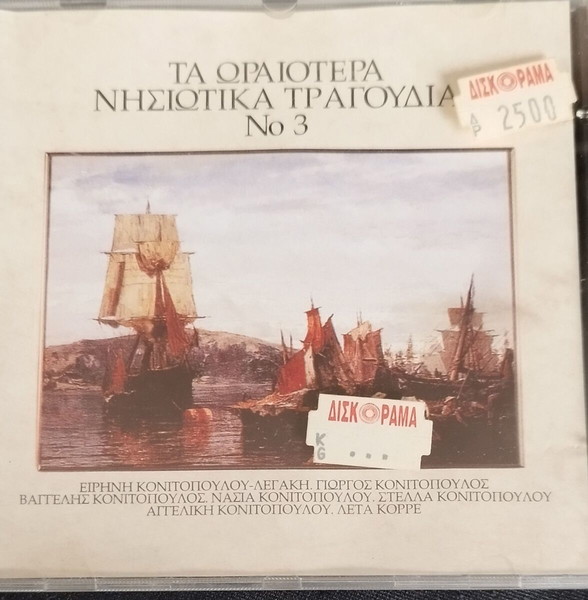 ΤΑ ΩΡΑΙΟΤΕΡΑ
ΝΗΣΙΩΤΙΚΑ ΤΡΑΓΟΥΔΙΑ
Νο 3
ΔΙΣΚΟΡΑΜΑ
Δρ 2500
ΔΙΣΚΟΡΑΜΑ
K
G ...
ΕΙΡΗΝΗ ΚΟΝΙΤΟΠΟΥΛΟΥ-ΛΕΓΑΚΗ. ΓΙΩΡΓΟΣ ΚΟΝΙΤΟΠΟΥΛΟΣ
ΒΑΓΓΕΛΗΣ ΚΟΝΙΤΟΠΟΥΛΟΣ. ΝΑΣΙΑ ΚΟΝΙΤΟΠΟΥΛΟΥ. ΣΤΕΛΛΑ ΚΟΝΙΤΟΠΟΥΛΟΥ
ΑΓΓΕΛΙΚΗ ΚΟΝΙΤΟΠΟΥΛΟΥ. ΛΕΤΑ ΚΟΡΡΕ